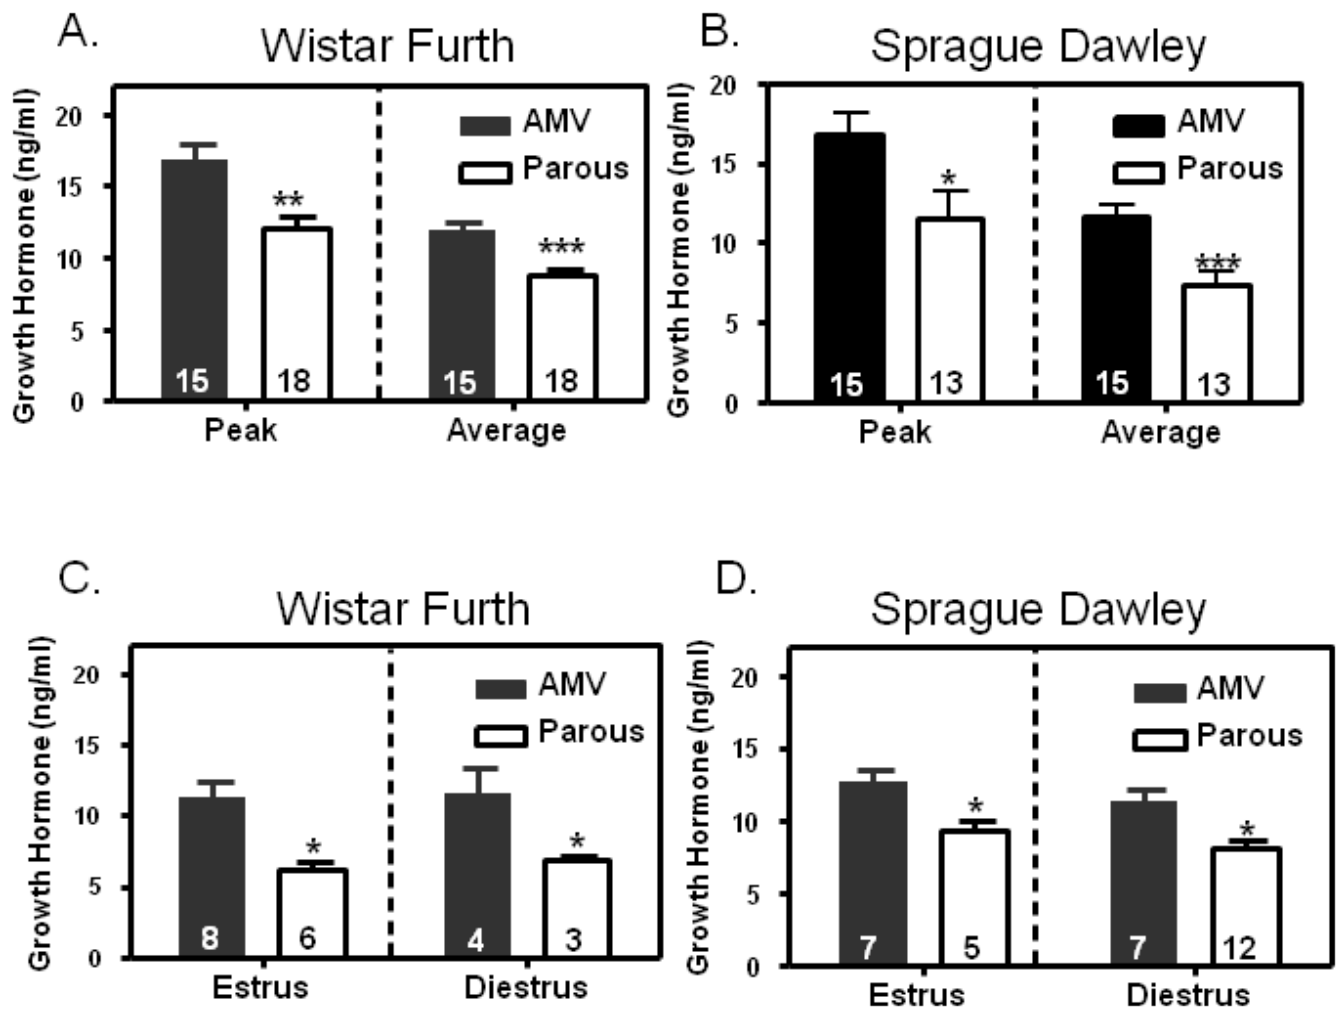 A.
Wistar Furth
Growth Hormone (ng/ml)
20
15
10
5
0
AMV
Parous
**
***
15
18
15
18
Peak
Average
B.
Sprague Dawley
Growth Hormone (ng/ml)
20
15
10
5
0
AMV
Parous
*
***
15
13
15
13
Peak
Average
C.
Wistar Furth
Growth Hormone (ng/ml)
20
15
10
5
0
AMV
Parous
*
*
8
6
4
3
Estrus
Diestrus
D.
Sprague Dawley
Growth Hormone (ng/ml)
20
15
10
5
0
AMV
Parous
*
*
7
5
7
12
Estrus
Diestrus